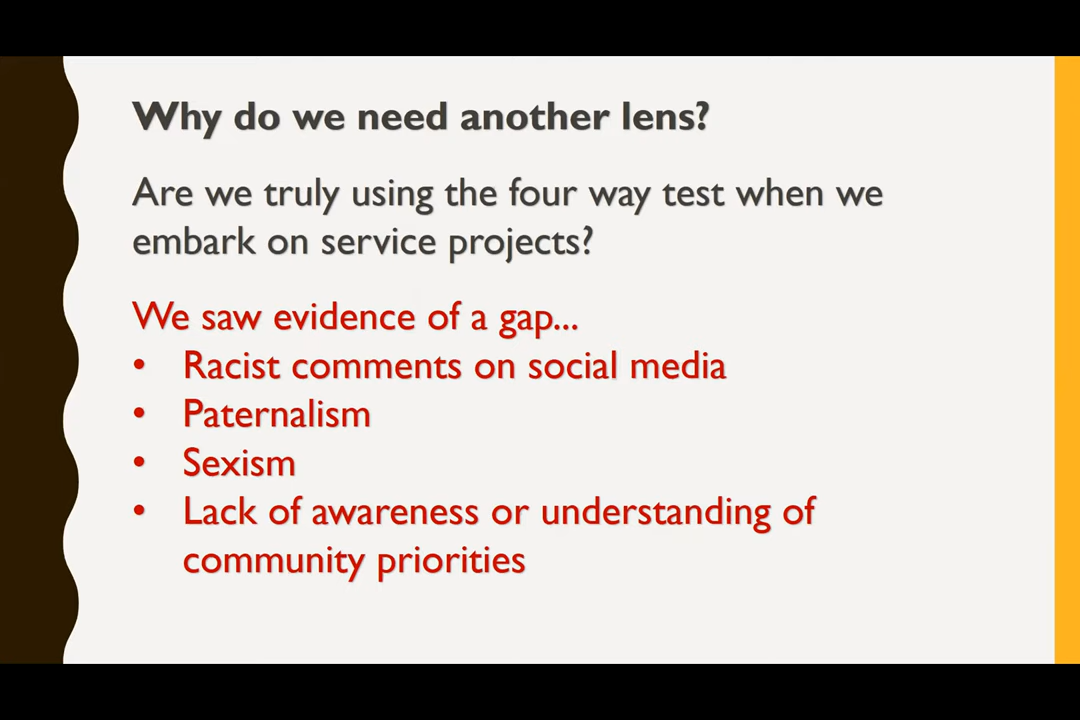 Why do we need another lens?
Are we truly using the four way test when we
embark on service projects?
We saw evidence of a gap...
• Racist comments on social media
• Paternalism
• Sexism
• Lack of awareness or understanding of
community priorities